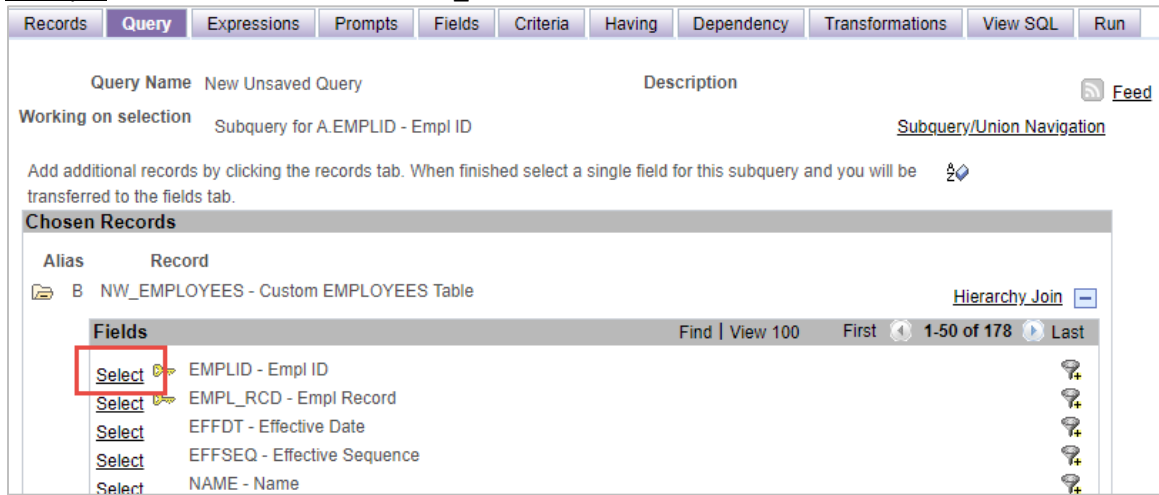 Records Query Expressions Prompts Fields Criteria Having Dependency Transformations View SQL Run
Query Name New Unsaved Query Description
Feed
Working on selection Subquery for A.EMPLID - Empl ID Subquery/Union Navigation
Add additional records by clicking the records tab. When finished select a single field for this subquery and you will be
transferred to the fields tab.
Chosen Records
Alias Record
B NW_EMPLOYEES - Custom EMPLOYEES Table Hierarchy Join
Fields Find | View 100 First 1-50 of 178 Last
Select EMPLID - Empl ID
Select EMPL_RCD - Empl Record
Select EFFDT - Effective Date
Select EFFSEQ - Effective Sequence
Select NAME - Name